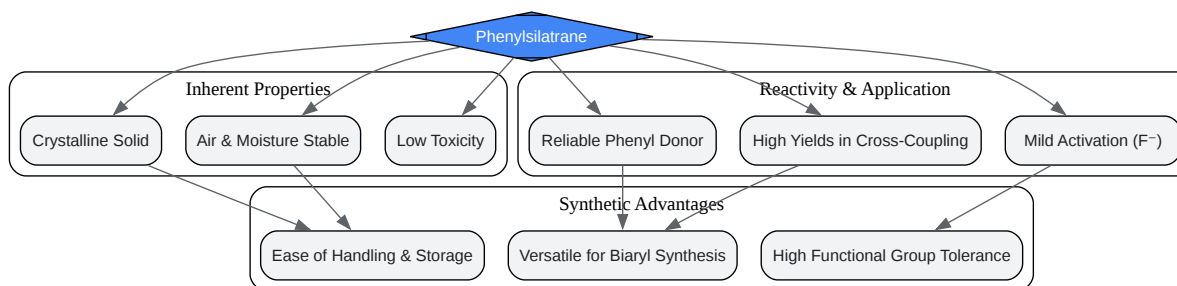 Phenylsilatrane
Inherent Properties
Reactivity & Application
Crystalline Solid
Air & Moisture Stable
Low Toxicity
Reliable Phenyl Donor
High Yields in Cross-Coupling
Mild Activation (F⁻)
Synthetic Advantages
Ease of Handling & Storage
Versatile for Biaryl Synthesis
High Functional Group Tolerance